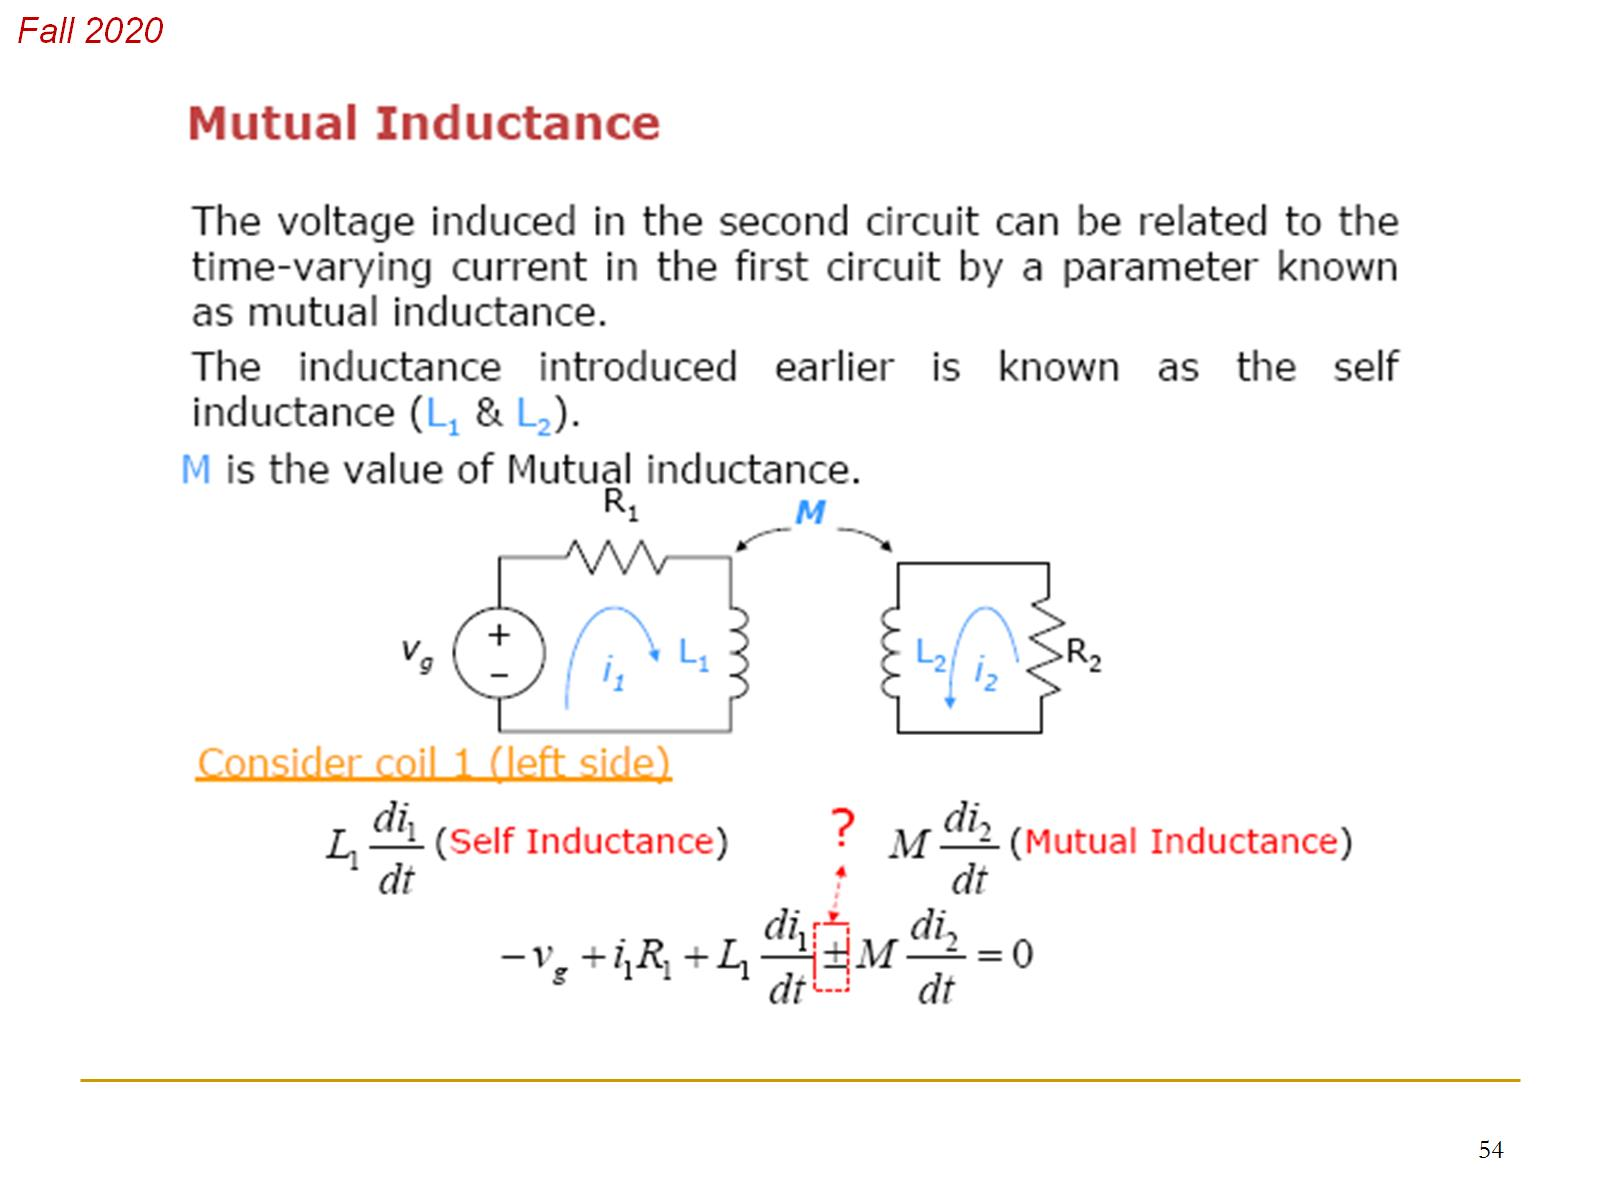 Fall 2020
Mutual Inductance
The voltage induced in the second circuit can be related to the
time-varying current in the first circuit by a parameter known
as mutual inductance.
The inductance introduced earlier is known as the self
inductance (L₁ & L₂).
M is the value of Mutual inductance.
R₁
M
+
−
v_g
i₁
L₁
L₂
i₂
R₂
Consider coil 1 (left side)
L₁ di₁/dt (Self Inductance) ? M di₂/dt (Mutual Inductance)
−v_g + i₁R₁ + L₁ di₁/dt ± M di₂/dt = 0
54